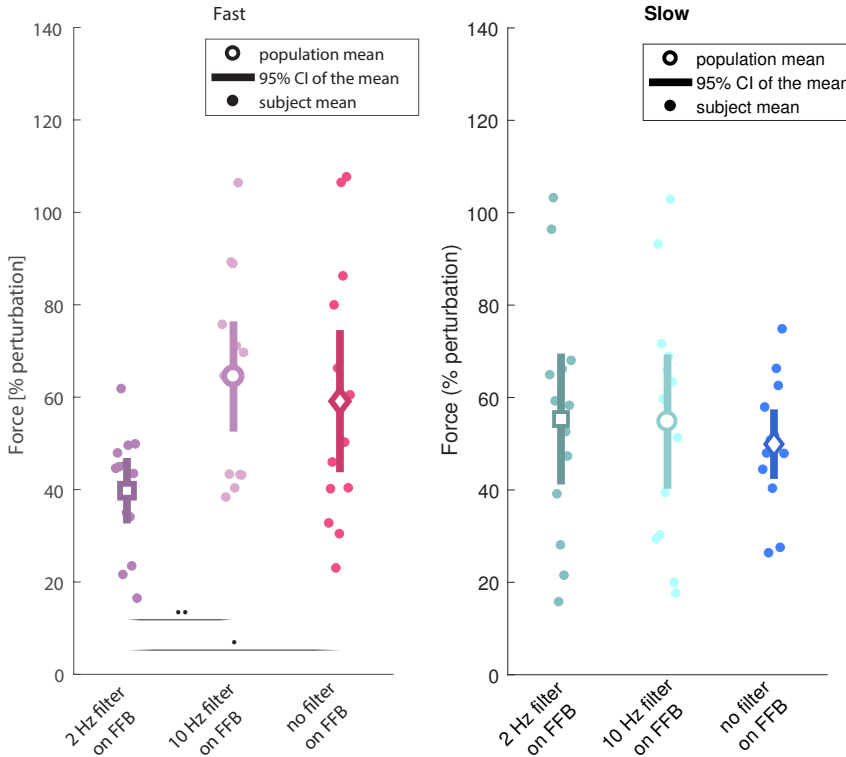 Fast
140
120
100
80
60
40
20
0
Force [% perturbation]
population mean
95% CI of the mean
subject mean
••
•
2 Hz filter
on FFB
10 Hz filter
on FFB
no filter
on FFB
Slow
140
120
100
80
60
40
20
0
Force (% perturbation)
population mean
95% CI of the mean
subject mean
2 Hz filter
on FFB
10 Hz filter
on FFB
no filter
on FFB